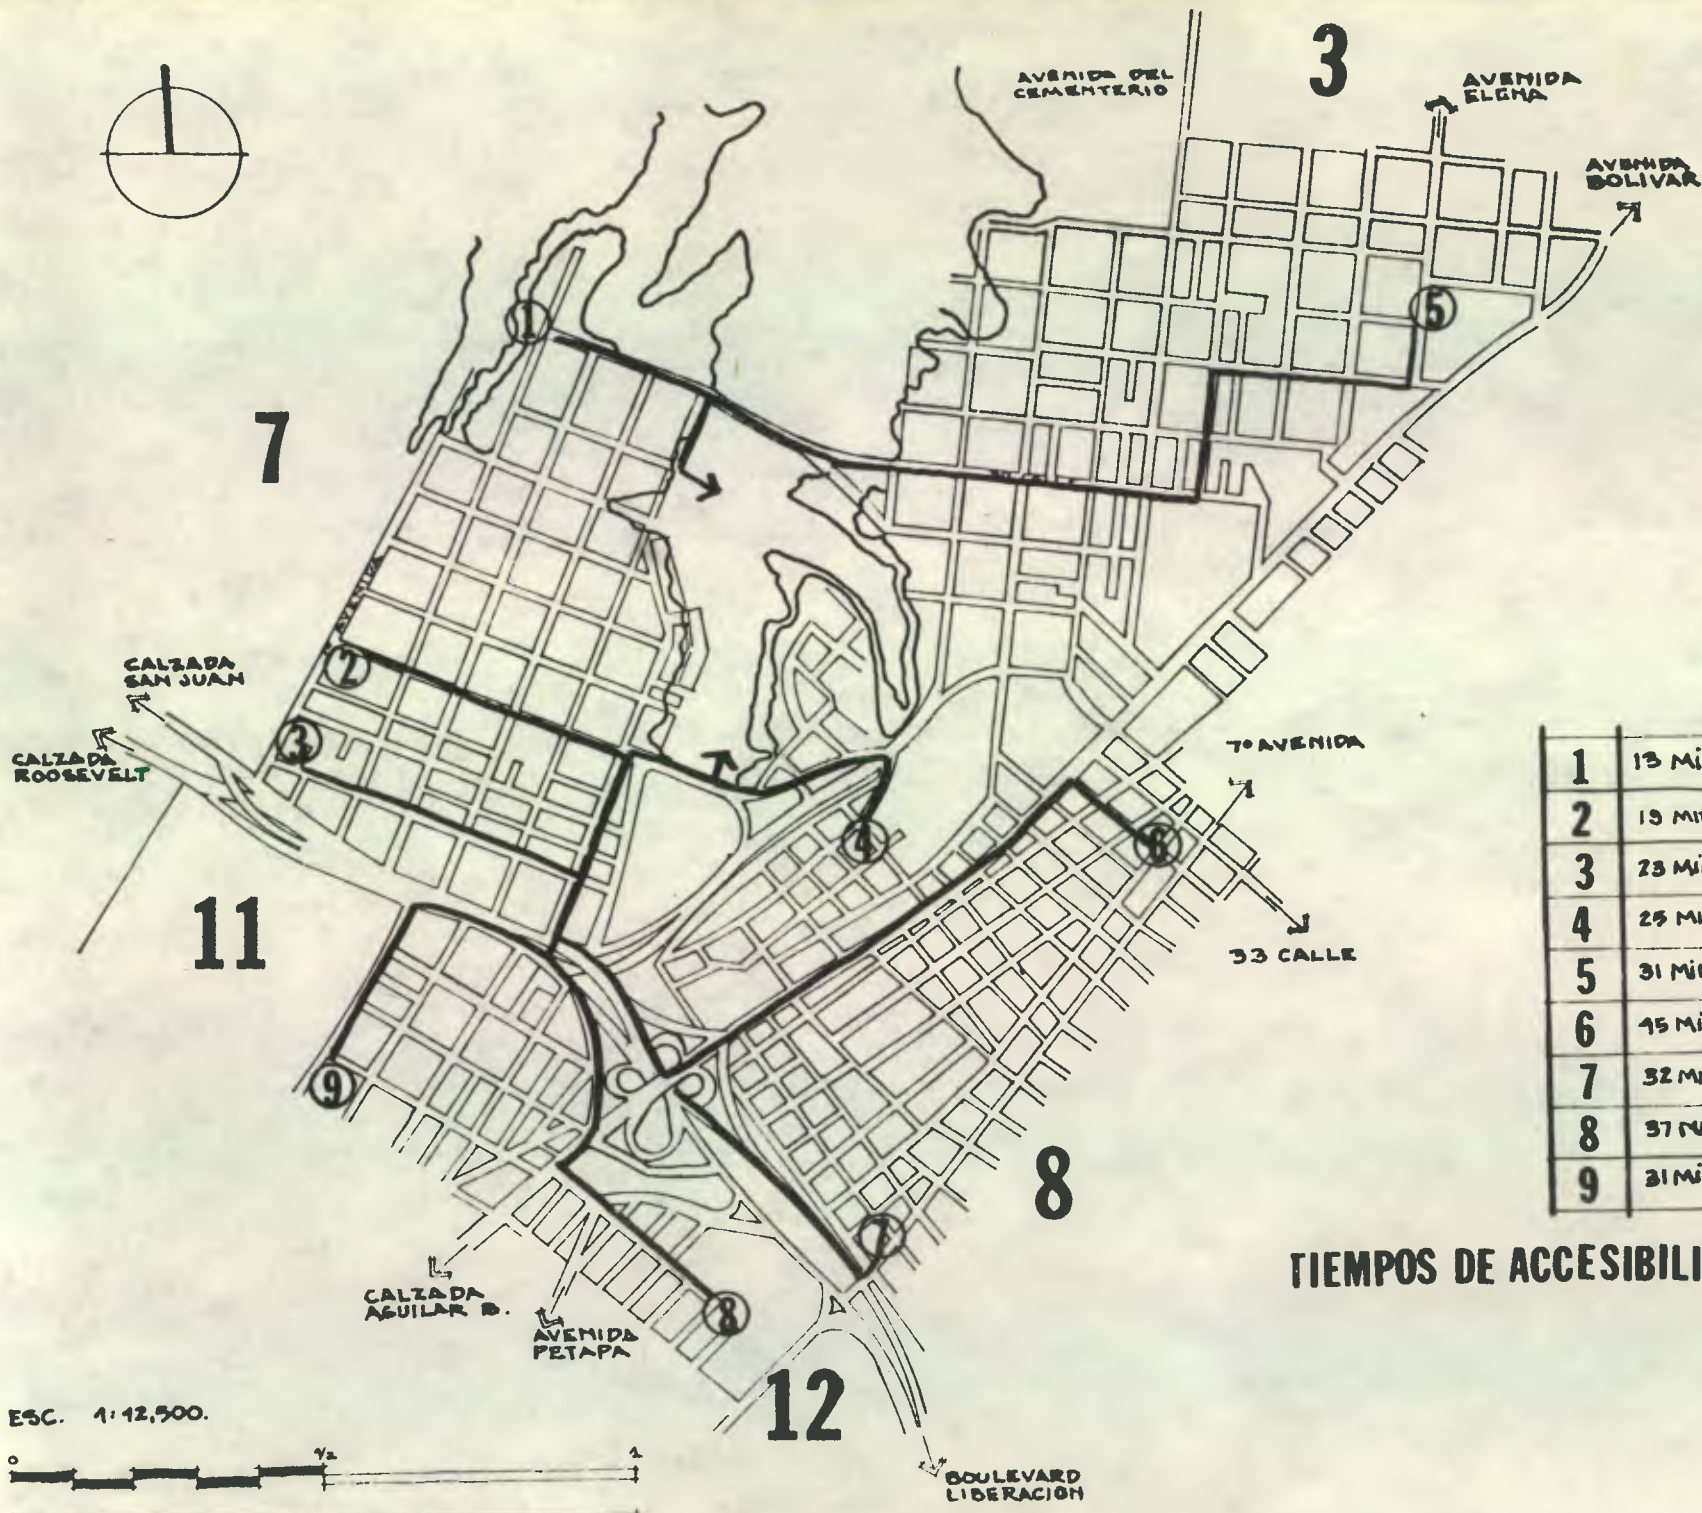 3
AVENIDA DEL
CEMENTERIO
AVENIDA
ELENA
AVENIDA
BOLIVAR
1
5
7
AVENIDA
2
CALZADA
SAN JUAN
3
CALZADA
ROOSEVELT
7a AVENIDA
4
6
33 CALLE
11
9
8
7
CALZADA
AGUILAR B.
AVENIDA
PETAPA
8
12
BOULEVARD
LIBERACION
1 13 Mi
2 19 Mi
3 23 Mi
4 25 Mi
5 31 Mi
6 45 Mi
7 32 M
8 37
9 31 Mi
TIEMPOS DE ACCESIBILI
ESC. 1:12,500.
0 1/2 1